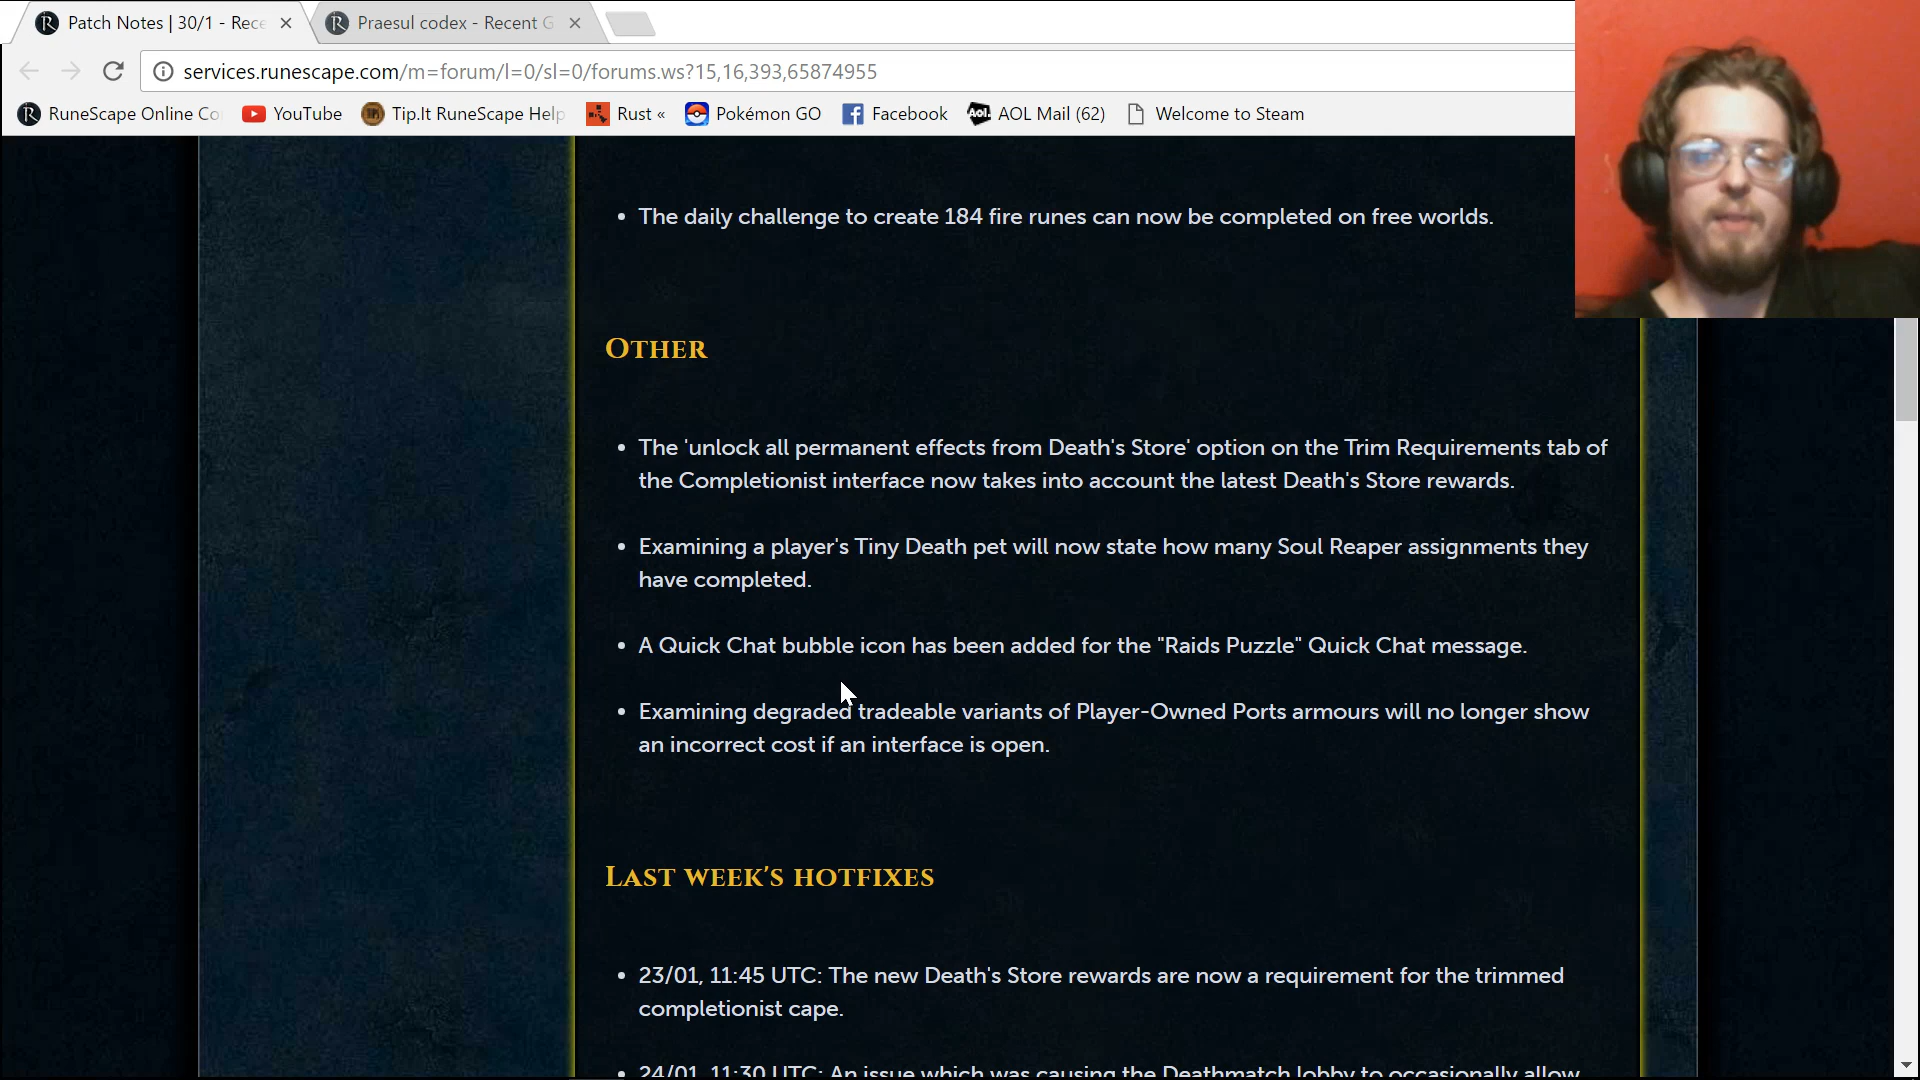 Patch Notes | 30/1 - Rece
Praesul codex - Recent G
services.runescape.com/m=forum/l=0/sl=0/forums.ws?15,16,393,65874955
RuneScape Online Co
YouTube
Tip.It RuneScape Help
Rust «
Pokémon GO
Facebook
Aol.
AOL Mail (62)
Welcome to Steam
• The daily challenge to create 184 fire runes can now be completed on free worlds.
OTHER
• The 'unlock all permanent effects from Death's Store' option on the Trim Requirements tab of
the Completionist interface now takes into account the latest Death's Store rewards.
• Examining a player's Tiny Death pet will now state how many Soul Reaper assignments they
have completed.
• A Quick Chat bubble icon has been added for the "Raids Puzzle" Quick Chat message.
• Examining degraded tradeable variants of Player-Owned Ports armours will no longer show
an incorrect cost if an interface is open.
LAST WEEK'S HOTFIXES
• 23/01, 11:45 UTC: The new Death's Store rewards are now a requirement for the trimmed
completionist cape.
• 24/01, 11:30 UTC: An issue which was causing the Deathmatch lobby to occasionally allow